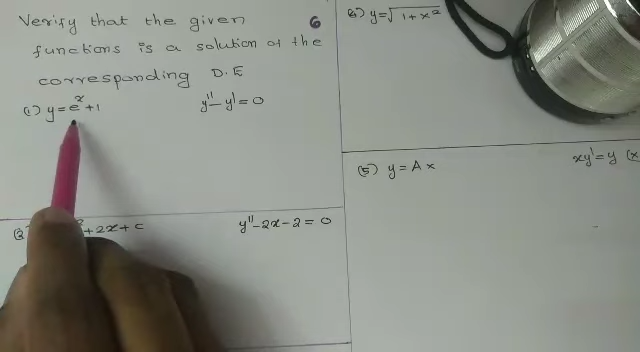 Verify that the given 6
functions is a solution of the
corresponding D.E
(1) y = e^x + 1 y'' - y' = 0
+ 2x + c y'' - 2x - 2 = 0
y = √1 + x²
(5) y = Ax xy' = y (x